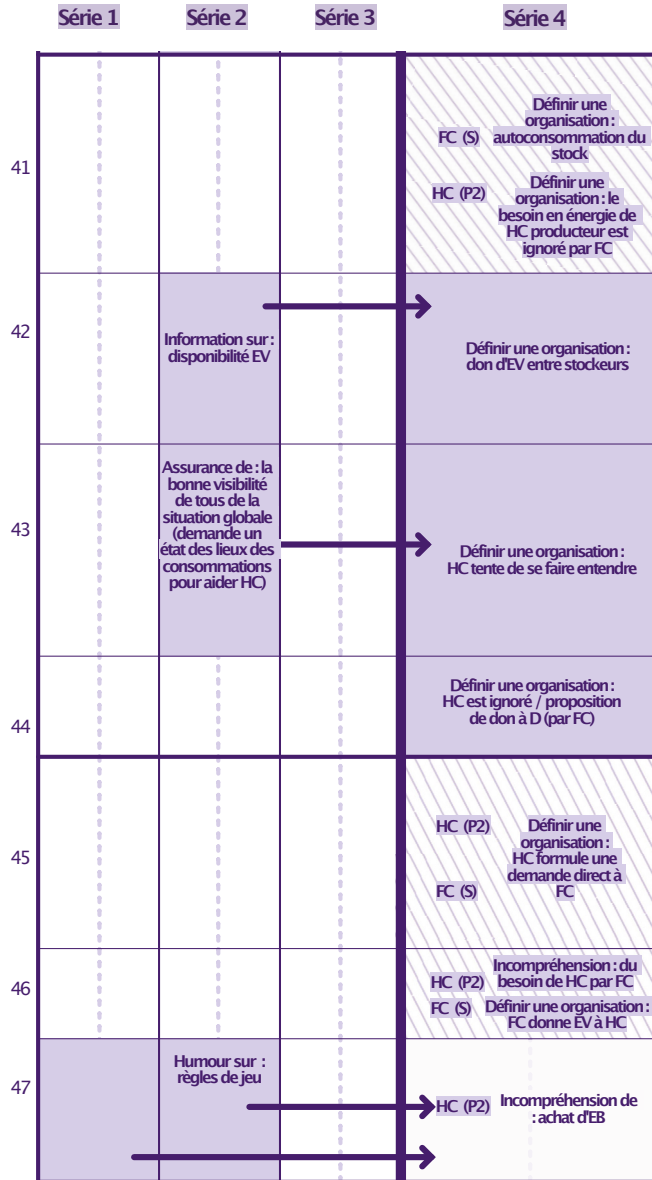 Série 1 Série 2 Série 3 Série 4
41
FC (S)
Définir une
organisation :
autoconsommation du
stock
HC (P2)
Définir une
organisation : le
besoin en énergie de
HC producteur est
ignoré par FC
42
Information sur :
disponibilité EV
Définir une organisation :
don d'EV entre stockeurs
43
Assurance de : la
bonne visibilité
de tous de la
situation globale
(demande un
état des lieux des
consommations
pour aider HC)
Définir une organisation :
HC tente de se faire entendre
44
Définir une organisation :
HC est ignoré / proposition
de don à D (par FC)
45
HC (P2)
FC (S)
Définir une
organisation :
HC formule une
demande direct à
FC
46
HC (P2)
Incompréhension : du
besoin de HC par FC
FC (S)
Définir une organisation :
FC donne EV à HC
47
Humour sur :
règles de jeu
HC (P2)
Incompréhension de
: achat d'EB